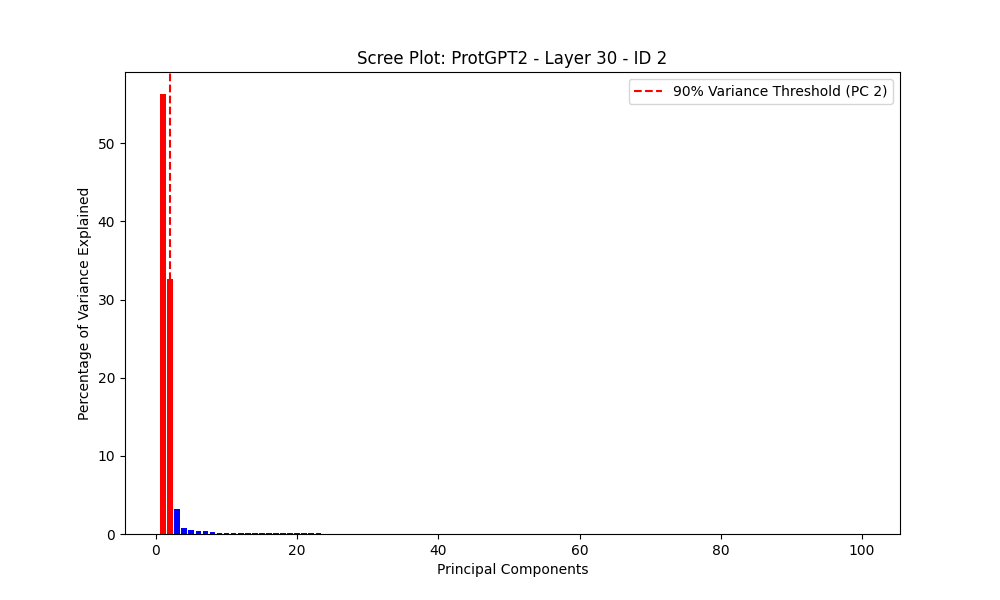 Scree Plot: ProtGPT2 - Layer 30 - ID 2
90% Variance Threshold (PC 2)
Percentage of Variance Explained
50
40
30
20
10
0
0 20 40 60 80 100
Principal Components